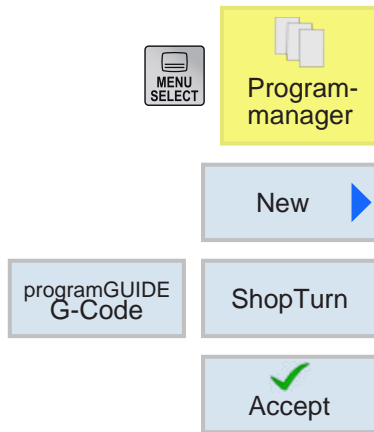 MENU
SELECT
Program-
manager
New
programGUIDE
G-Code
ShopTurn
Accept